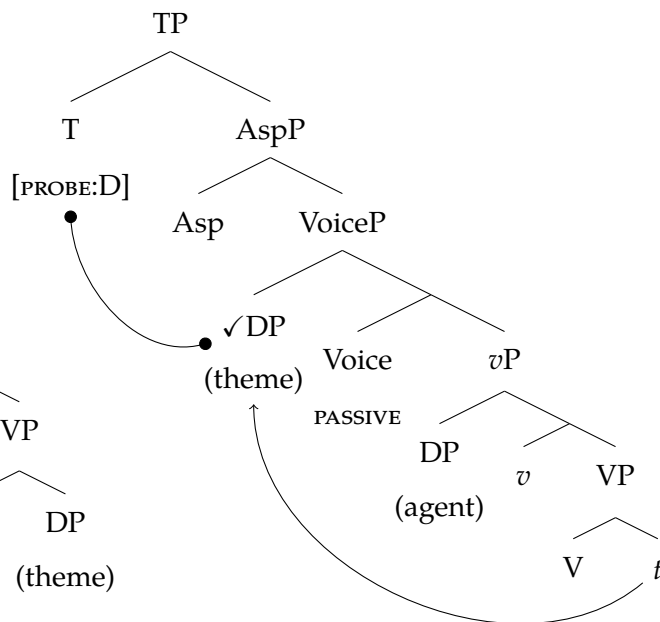 TP
T AspP
[PROBE:D] Asp VoiceP
✓DP Voice vP
(theme) PASSIVE DP v VP
(agent) V t
VP
DP
(theme)